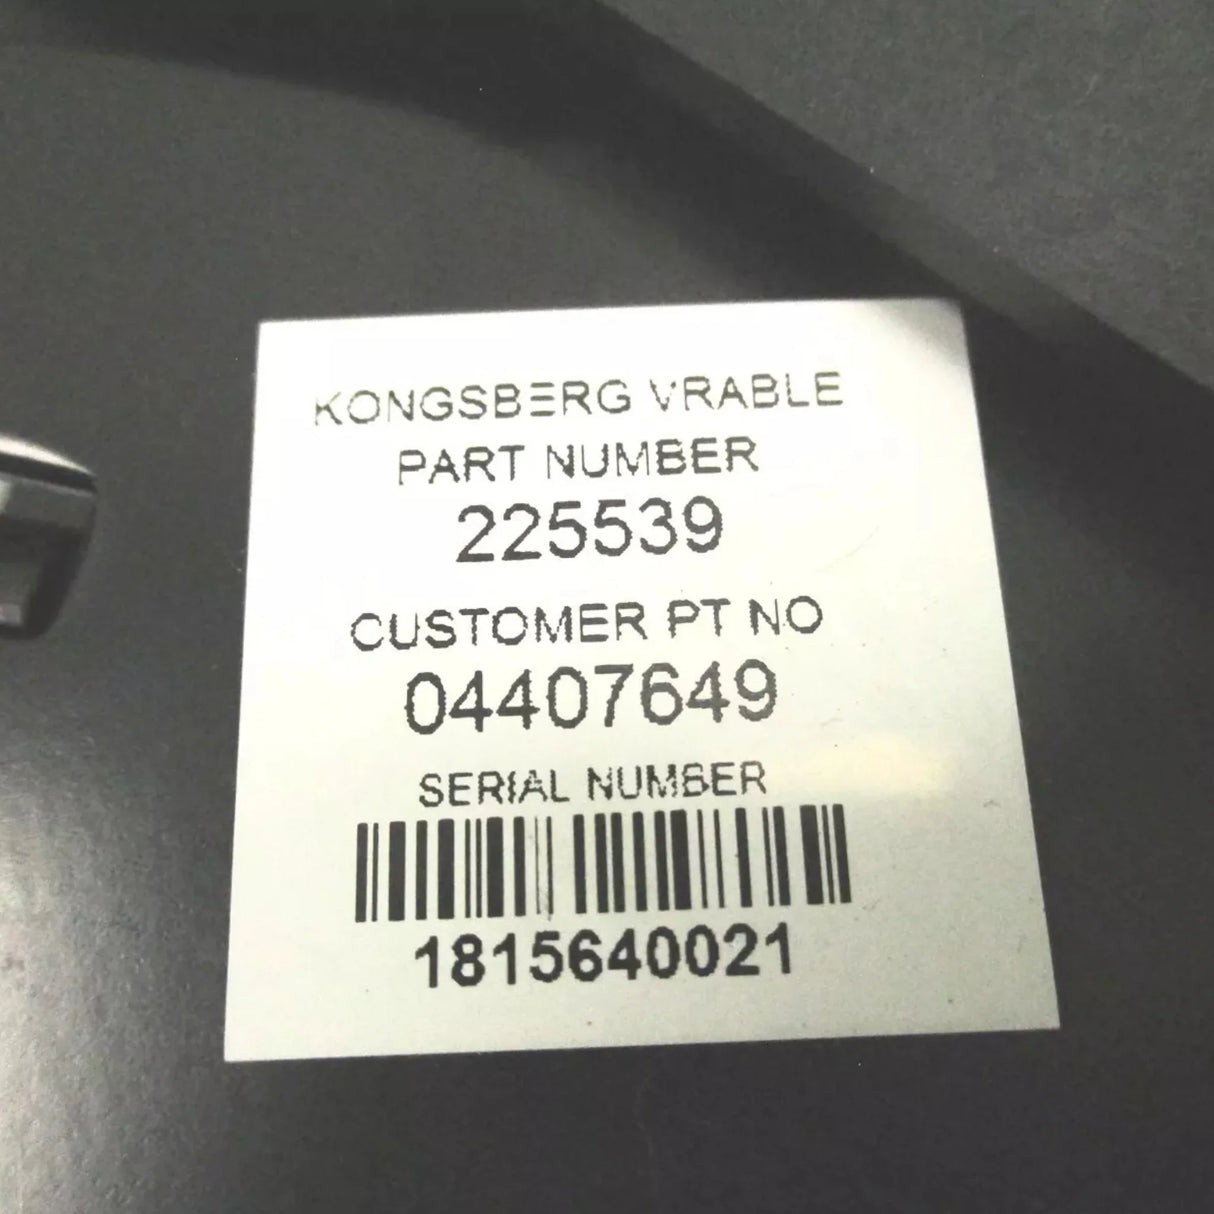 KONGSBERG VRABLE
PART NUMBER
225539
CUSTOMER PT NO
04407649
SERIAL NUMBER
1815640021